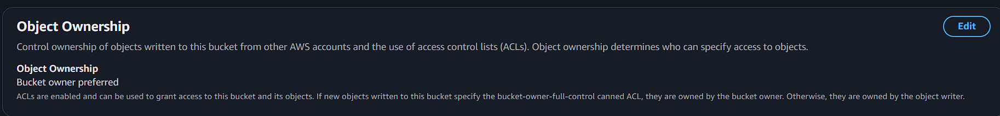 Object Ownership
Edit
Control ownership of objects written to this bucket from other AWS accounts and the use of access control lists (ACLs). Object ownership determines who can specify access to objects.
Object Ownership
Bucket owner preferred
ACLs are enabled and can be used to grant access to this bucket and its objects. If new objects written to this bucket specify the bucket-owner-full-control canned ACL, they are owned by the bucket owner. Otherwise, they are owned by the object writer.